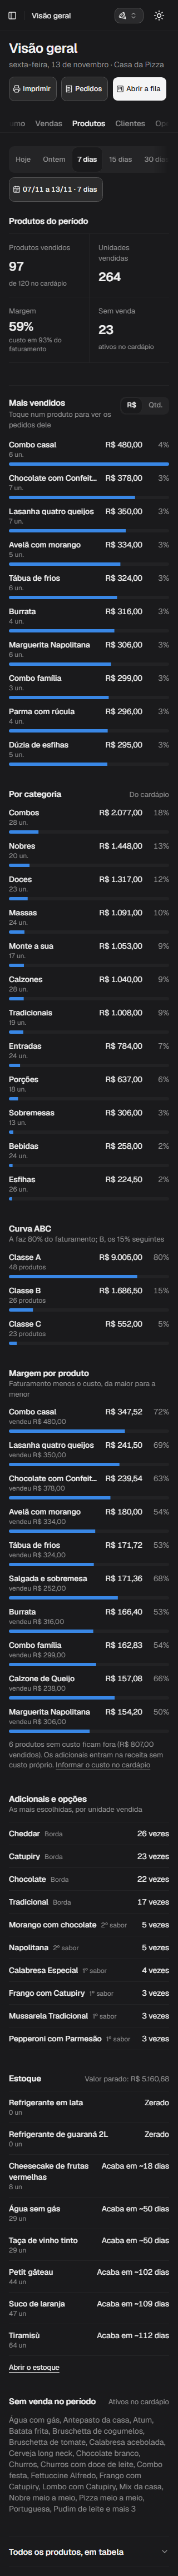 Visão geral
Visão geral
sexta-feira, 13 de novembro · Casa da Pizza
Imprimir Pedidos Abrir a fila
umo Vendas Produtos Clientes Op
Hoje Ontem 7 dias 15 dias 30 dias
07/11 a 13/11 · 7 dias
Produtos do período
Produtos vendidos
97
de 120 no cardápio
Unidades
vendidas
264
Margem
59%
custo em 93% do
faturamento
Sem venda
23
ativos no cardápio
Mais vendidos
Toque num produto para ver os
pedidos dele
R$ Qtd.
Combo casal R$ 480,00 4%
6 un.
Chocolate com Confeit... R$ 378,00 3%
7 un.
Lasanha quatro queijos R$ 350,00 3%
7 un.
Avelã com morango R$ 334,00 3%
5 un.
Tábua de frios R$ 324,00 3%
6 un.
Burrata R$ 316,00 3%
4 un.
Marguerita Napolitana R$ 306,00 3%
6 un.
Combo família R$ 299,00 3%
3 un.
Parma com rúcula R$ 296,00 3%
4 un.
Dúzia de esfihas R$ 295,00 3%
5 un.
Por categoria Do cardápio
Combos R$ 2.077,00 18%
28 un.
Nobres R$ 1.448,00 13%
20 un.
Doces R$ 1.317,00 12%
23 un.
Massas R$ 1.091,00 10%
24 un.
Monte a sua R$ 1.053,00 9%
17 un.
Calzones R$ 1.040,00 9%
28 un.
Tradicionais R$ 1.008,00 9%
19 un.
Entradas R$ 784,00 7%
24 un.
Porções R$ 637,00 6%
18 un.
Sobremesas R$ 306,00 3%
13 un.
Bebidas R$ 258,00 2%
24 un.
Esfihas R$ 224,50 2%
26 un.
Curva ABC
A faz 80% do faturamento; B, os 15% seguintes
Classe A R$ 9.005,00 80%
48 produtos
Classe B R$ 1.686,50 15%
26 produtos
Classe C R$ 552,00 5%
23 produtos
Margem por produto
Faturamento menos o custo, da maior para a
menor
Combo casal R$ 347,52 72%
vendeu R$ 480,00
Lasanha quatro queijos R$ 241,50 69%
vendeu R$ 350,00
Chocolate com Confeit... R$ 239,54 63%
vendeu R$ 378,00
Avelã com morango R$ 180,00 54%
vendeu R$ 334,00
Tábua de frios R$ 171,72 53%
vendeu R$ 324,00
Salgada e sobremesa R$ 171,36 68%
vendeu R$ 252,00
Burrata R$ 166,40 53%
vendeu R$ 316,00
Combo família R$ 162,83 54%
vendeu R$ 299,00
Calzone de Queijo R$ 157,08 66%
vendeu R$ 238,00
Marguerita Napolitana R$ 154,20 50%
vendeu R$ 306,00
6 produtos sem custo ficam fora (R$ 807,00
vendidos). Os adicionais entram na receita sem
custo próprio. Informar o custo no cardápio
Adicionais e opções
As mais escolhidas, por unidade vendida
Cheddar Borda 26 vezes
Catupiry Borda 23 vezes
Chocolate Borda 22 vezes
Tradicional Borda 17 vezes
Morango com chocolate 2º sabor 5 vezes
Napolitana 2º sabor 5 vezes
Calabresa Especial 1º sabor 4 vezes
Frango com Catupiry 1º sabor 3 vezes
Mussarela Tradicional 1º sabor 3 vezes
Pepperoni com Parmesão 1º sabor 3 vezes
Estoque Valor parado: R$ 5.160,68
Refrigerante em lata Zerado
0 un
Refrigerante de guaraná 2L Zerado
0 un
Cheesecake de frutas Acaba em ~18 dias
vermelhas
8 un
Água sem gás Acaba em ~50 dias
29 un
Taça de vinho tinto Acaba em ~50 dias
29 un
Petit gâteau Acaba em ~102 dias
44 un
Suco de laranja Acaba em ~109 dias
47 un
Tiramisù Acaba em ~112 dias
64 un
Abrir o estoque
Sem venda no período Ativos no cardápio
Água com gás, Antepasto da casa, Atum,
Batata frita, Bruschetta de cogumelos,
Bruschetta de tomate, Calabresa acebolada,
Cerveja long neck, Chocolate branco,
Churros, Churros com doce de leite, Combo
festa, Fettuccine Alfredo, Frango com
Catupiry, Lombo com Catupiry, Mix da casa,
Nobre meio a meio, Pizza meio a meio,
Portuguesa, Pudim de leite e mais 3
Todos os produtos, em tabela